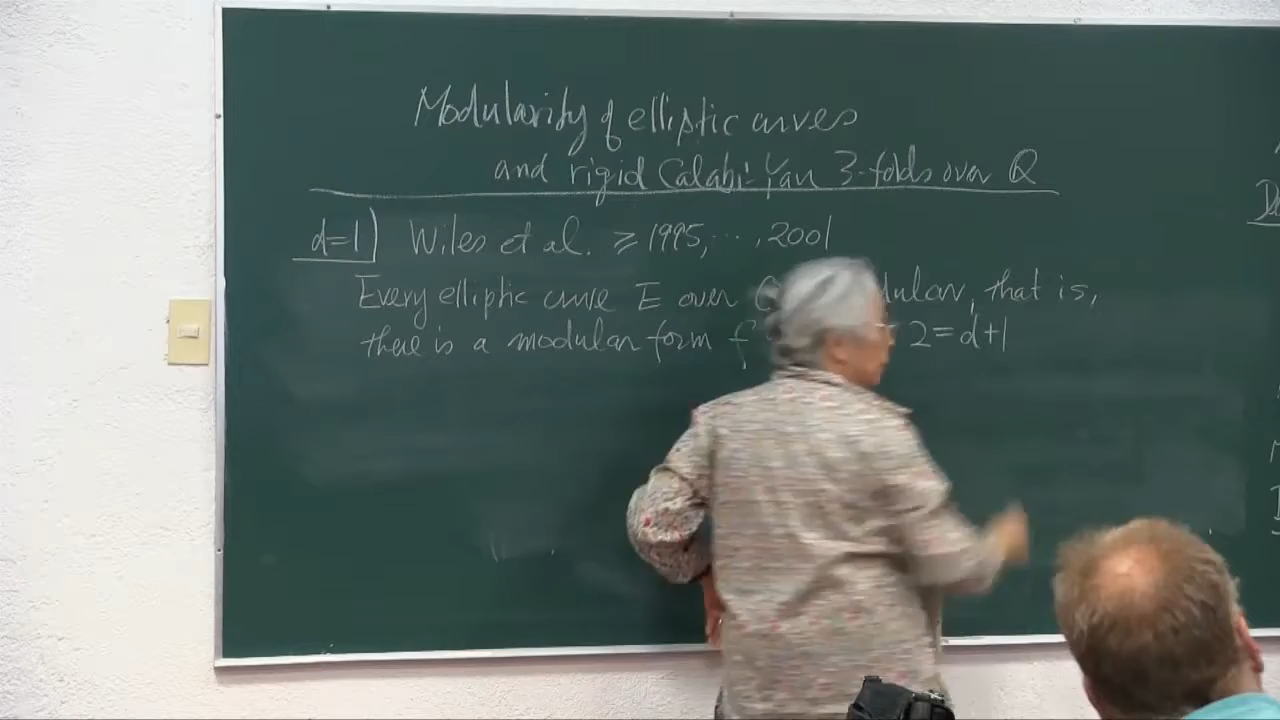 Modularity of elliptic curves
and rigid Calabi-Yau 3-folds over Q
d=1) Wiles et al. ≥ 1995, ..., 2001
Every elliptic curve E over Q dular, that is,
there is a modular form f 2=d+1